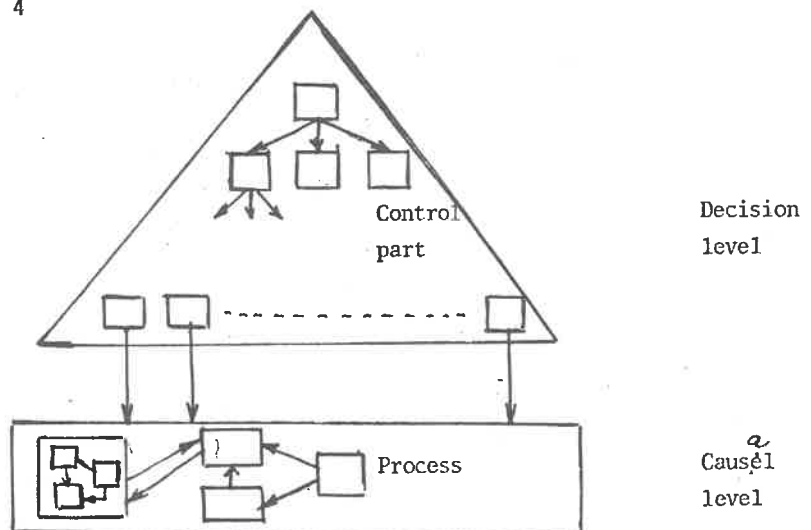 4
Control
part
Decision
level
Process
a
Causel
level